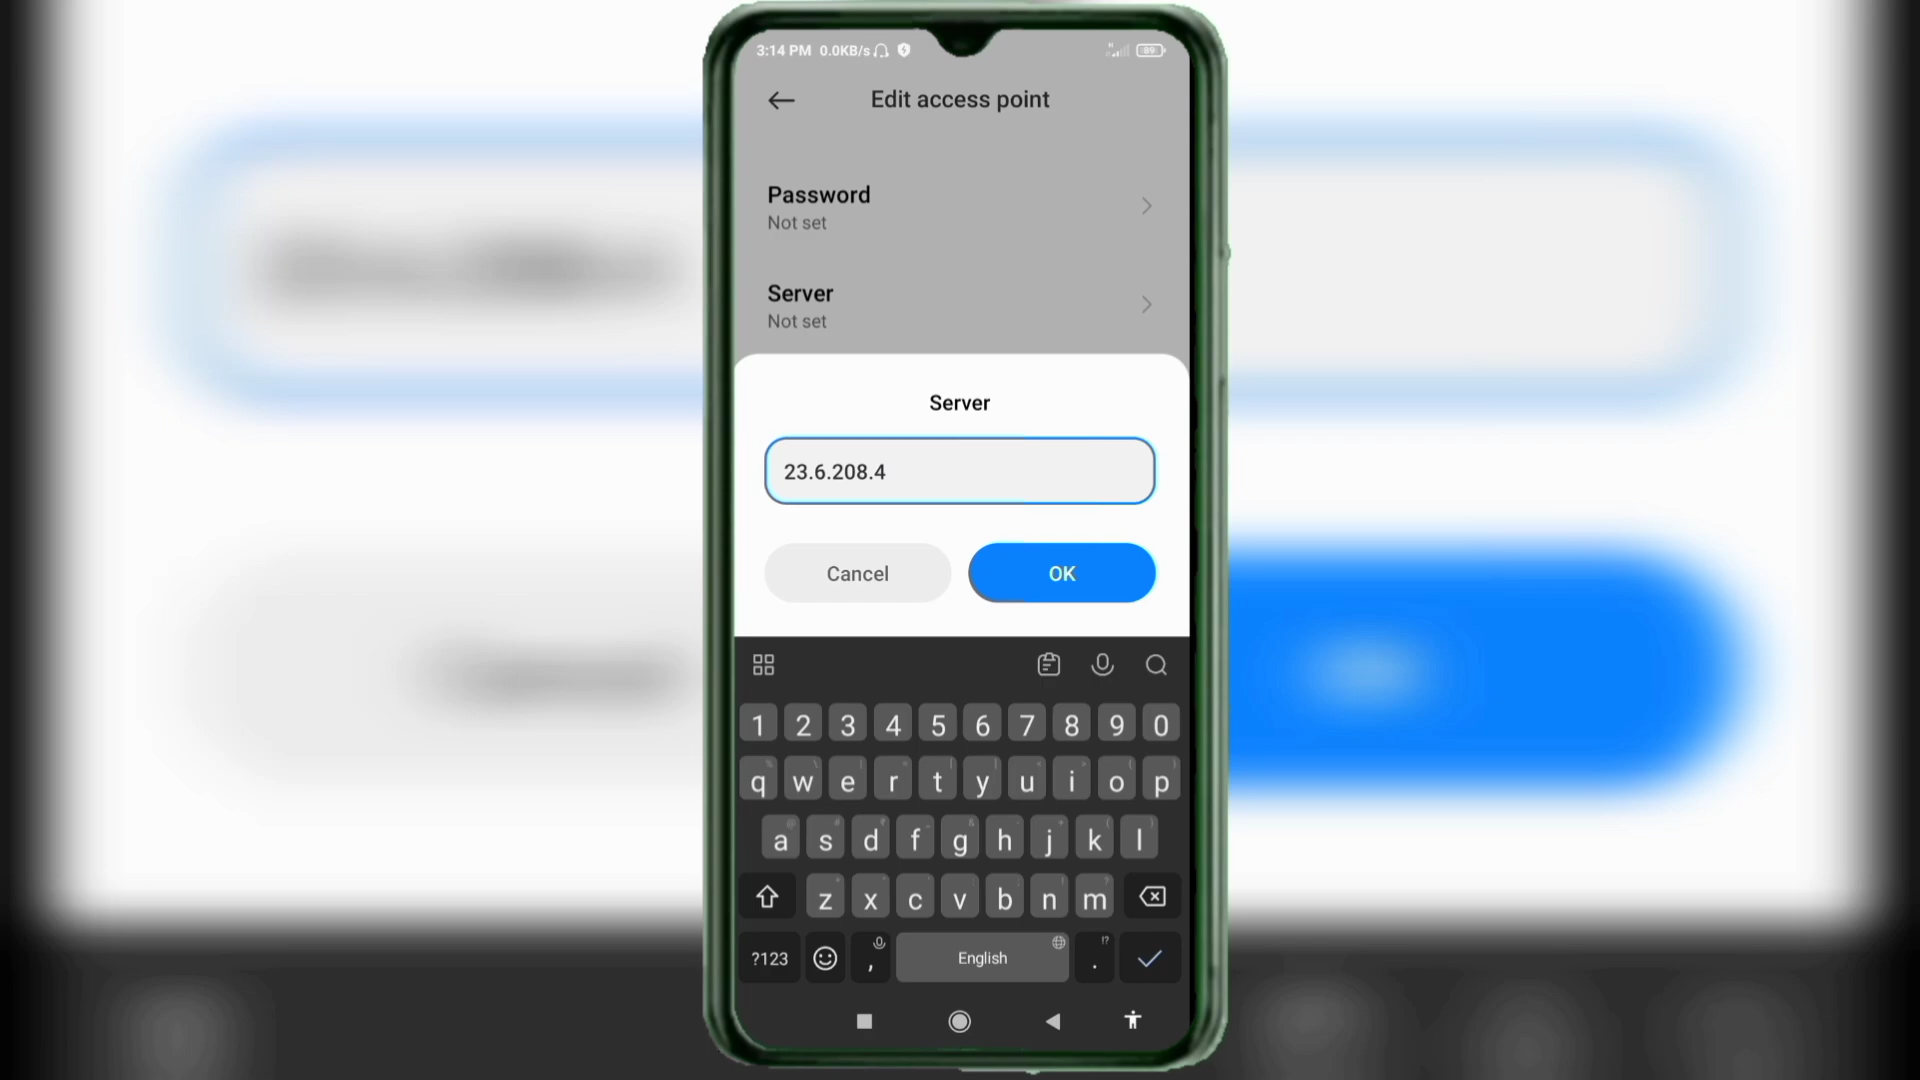 3:14 PM 0.0KB/s
89
Edit access point
Password
Not set
Server
Not set
Server
23.6.208.4
Cancel
OK
1 2 3 4 5 6 7 8 9 0
q w e r t y u i o p
a s d f g h j k l
z x c v b n m
?123 , English .